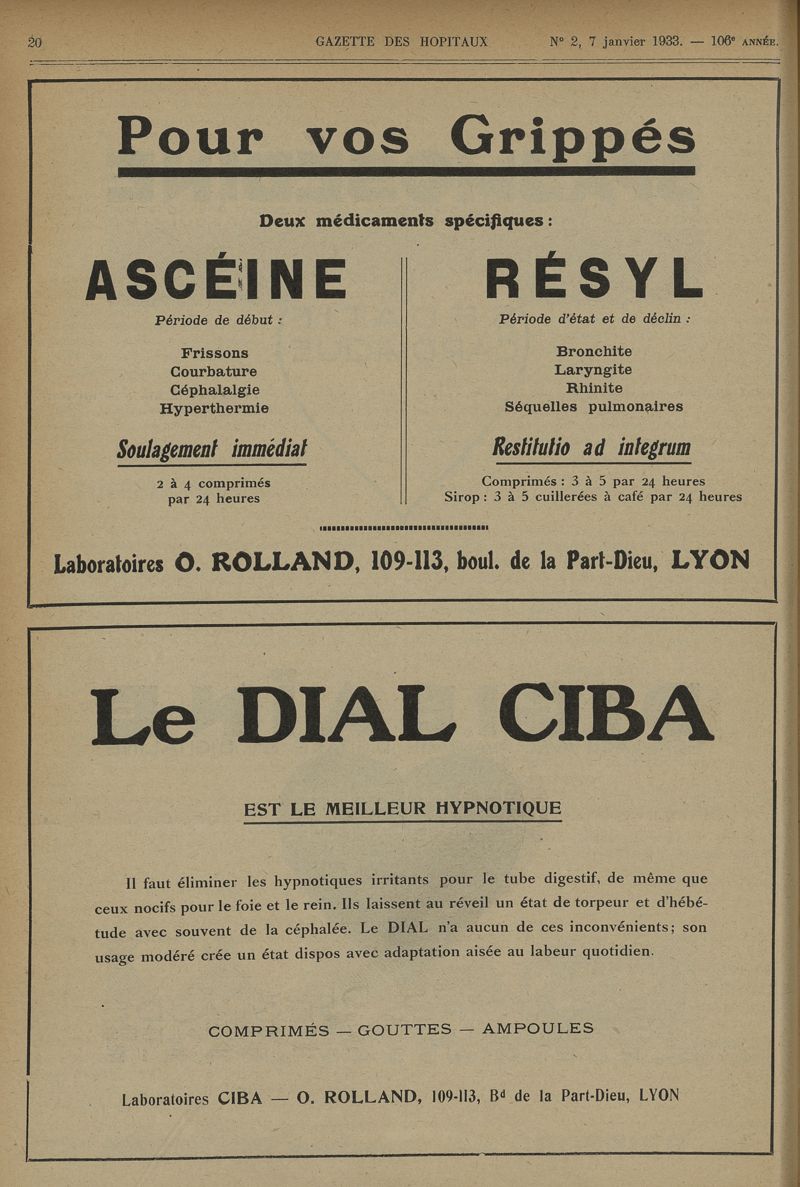 20 GAZETTE DES HOPITAUX N° 2, 7 janvier 1933. — 106e ANNÉE.
Pour vos Grippés
Deux médicaments spécifiques :
ASCÉINE
Période de début :
Frissons
Courbature
Céphalalgie
Hyperthermie
Soulagement immédiat
2 à 4 comprimés
par 24 heures
RÉSYL
Période d'état et de déclin :
Bronchite
Laryngite
Rhinite
Séquelles pulmonaires
Restitutio ad integrum
Comprimés : 3 à 5 par 24 heures
Sirop : 3 à 5 cuillerées à café par 24 heures
Laboratoires O. ROLLAND, 109-113, boul. de la Part-Dieu, LYON
Le DIAL CIBA
EST LE MEILLEUR HYPNOTIQUE
Il faut éliminer les hypnotiques irritants pour le tube digestif, de même que
ceux nocifs pour le foie et le rein. Ils laissent au réveil un état de torpeur et d'hébé-
tude avec souvent de la céphalée. Le DIAL n'a aucun de ces inconvénients; son
usage modéré crée un état dispos avec adaptation aisée au labeur quotidien.
COMPRIMÉS — GOUTTES — AMPOULES
Laboratoires CIBA — O. ROLLAND, 109-113, Bd de la Part-Dieu, LYON